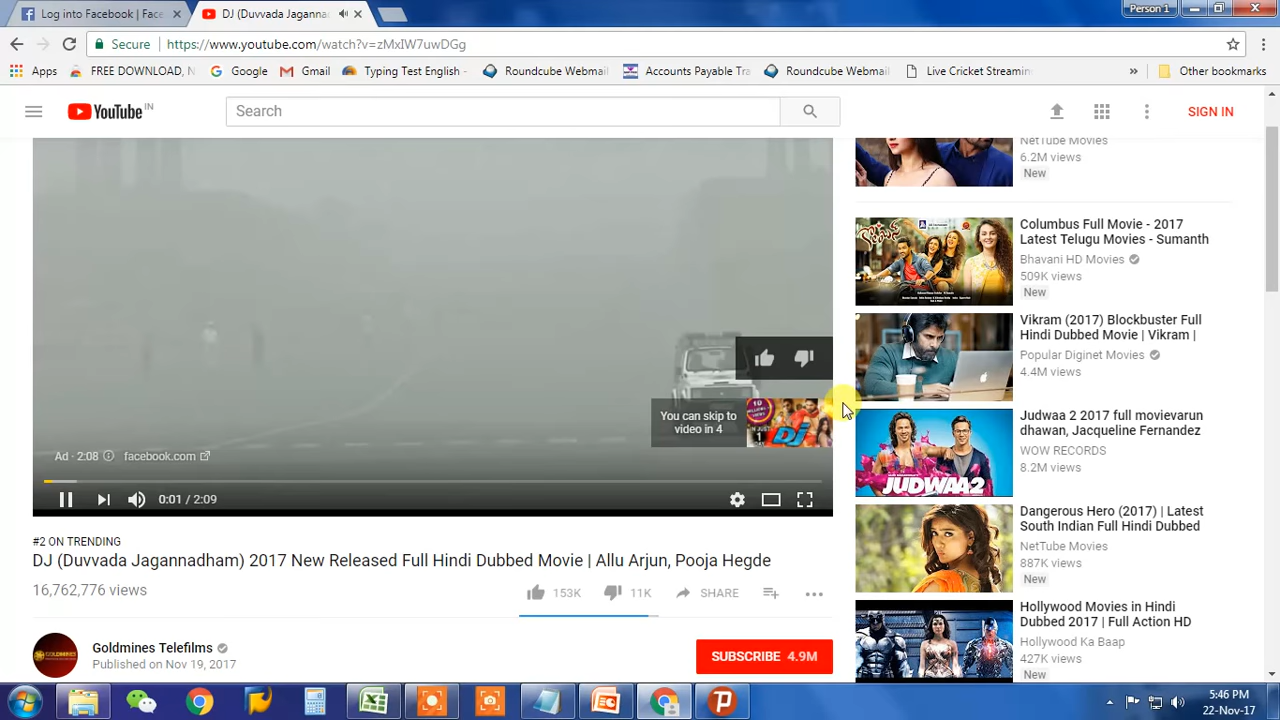 Log into Facebook | Fac
DJ (Duvvada Jagannad
Person 1
Secure
https://www.youtube.com/watch?v=zMxIW7uwDGg
Apps
FREE DOWNLOAD, N
Google
Gmail
Typing Test English -
Roundcube Webmail
Accounts Payable Tra
Roundcube Webmail
Live Cricket Streamin
»
Other bookmarks
YouTube IN
Search
SIGN IN
NetTube Movies
6.2M views
New
Columbus Full Movie - 2017
Latest Telugu Movies - Sumanth
Bhavani HD Movies
509K views
New
Vikram (2017) Blockbuster Full
Hindi Dubbed Movie | Vikram |
Popular Diginet Movies
4.4M views
JUDWAA2
Judwaa 2 2017 full movievarun
dhawan, Jacqueline Fernandez
WOW RECORDS
8.2M views
Dangerous Hero (2017) | Latest
South Indian Full Hindi Dubbed
NetTube Movies
887K views
New
Hollywood Movies in Hindi
Dubbed 2017 | Full Action HD
Hollywood Ka Baap
427K views
New
You can skip to
video in 4
DJ
Ad · 2:08
facebook.com
0:01 / 2:09
#2 ON TRENDING
DJ (Duvvada Jagannadham) 2017 New Released Full Hindi Dubbed Movie | Allu Arjun, Pooja Hegde
16,762,776 views
153K
11K
SHARE
Goldmines Telefilms
Published on Nov 19, 2017
SUBSCRIBE 4.9M
5:46 PM
22-Nov-17